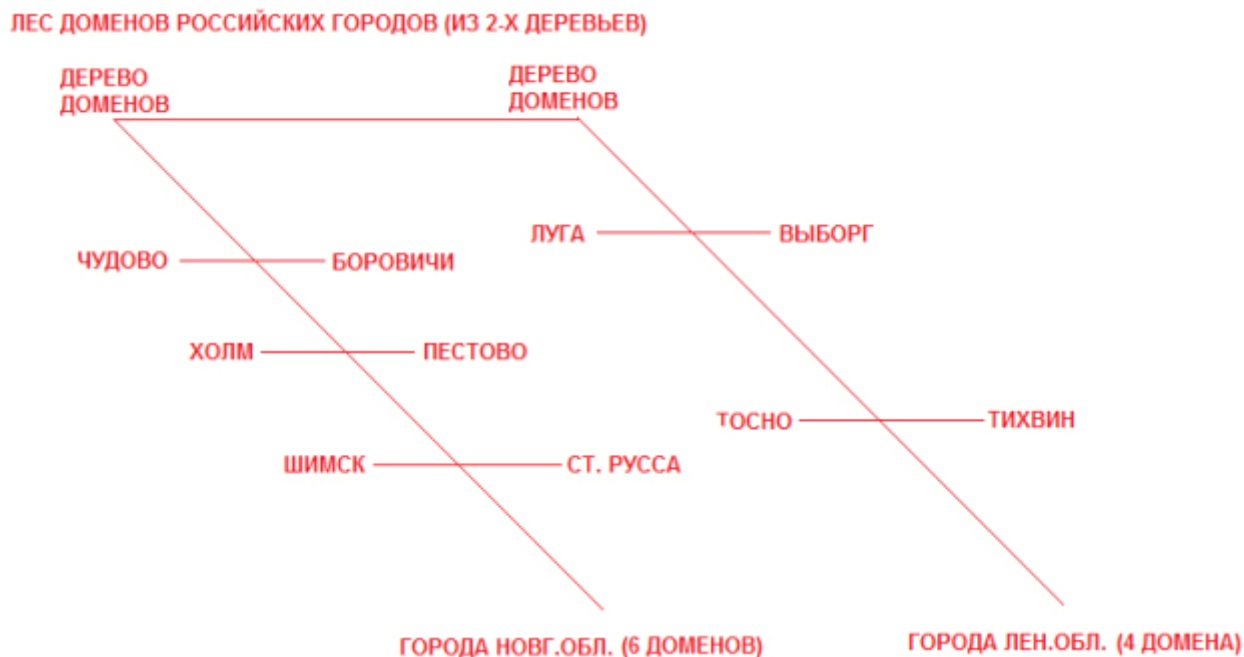 ЛЕС ДОМЕНОВ РОССИЙСКИХ ГОРОДОВ (ИЗ 2-Х ДЕРЕВЬЕВ)
ДЕРЕВО
ДОМЕНОВ
ДЕРЕВО
ДОМЕНОВ
ЛУГА
ВЫБОРГ
ЧУДОВО
БОРОВИЧИ
ХОЛМ
ПЕСТОВО
ТОСНО
ТИХВИН
ШИМСК
СТ. РУССА
ГОРОДА НОВГ.ОБЛ. (6 ДОМЕНОВ)
ГОРОДА ЛЕН.ОБЛ. (4 ДОМЕНА)